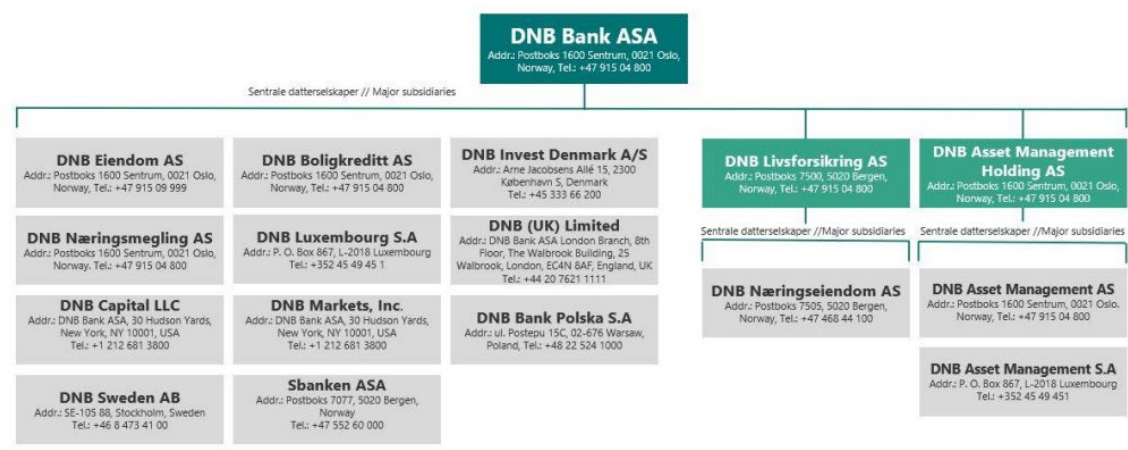 DNB Bank ASA
Addr.: Postboks 1600 Sentrum, 0021 Oslo,
Norway, Tel.: +47 915 04 800
Sentrale datterselskaper // Major subsidiaries
DNB Eiendom AS
Addr.: Postboks 1600 Sentrum, 0021 Oslo,
Norway, Tel.: +47 915 09 999
DNB Boligkreditt AS
Addr.: Postboks 1600 Sentrum, 0021 Oslo,
Norway, Tel.: +47 915 04 800
DNB Invest Denmark A/S
Addr.: Arne Jacobsens Allé 15, 2300
København S, Denmark
Tel.: +45 333 66 200
DNB Livsforsikring AS
Addr.: Postboks 7500, 5020 Bergen,
Norway, Tel.: +47 915 04 800
DNB Asset Management
Holding AS
Addr.: Postboks 1600 Sentrum, 0021 Oslo,
Norway, Tel.: +47 915 04 800
DNB Næringsmegling AS
Addr.: Postboks 1600 Sentrum, 0021 Oslo,
Norway. Tel.: +47 915 04 800
DNB Luxembourg S.A
Addr.: P. O. Box 867, L-2018 Luxembourg
Tel.: +352 45 49 45 1
DNB (UK) Limited
Addr.: DNB Bank ASA London Branch, 8th
Floor, The Walbrook Building, 25
Walbrook, London, EC4N 8AF, England, UK
Tel.: +44 20 7621 1111
Sentrale datterselskaper //Major subsidiaries
Sentrale datterselskaper //Major subsidiaries
DNB Capital LLC
Addr.: DNB Bank ASA, 30 Hudson Yards,
New York, NY 10001, USA
Tel.: +1 212 681 3800
DNB Markets, Inc.
Addr.: DNB Bank ASA, 30 Hudson Yards,
New York, NY 10001, USA
Tel.: +1 212 681 3800
DNB Bank Polska S.A
Addr.: ul. Postepu 15C, 02-676 Warsaw,
Poland, Tel.: +48 22 524 1000
DNB Næringseiendom AS
Addr.: Postboks 7505, 5020 Bergen,
Norway, Tel.: +47 468 44 100
DNB Asset Management AS
Addr.: Postboks 1600 Sentrum, 0021 Oslo.
Norway, Tel.: +47 915 04 800
DNB Sweden AB
Addr.: SE-105 88, Stockholm, Sweden
Tel.: +46 8 473 41 00
Sbanken ASA
Addr.: Postboks 7077, 5020 Bergen,
Norway
Tel.: +47 552 60 000
DNB Asset Management S.A
Addr.: P. O. Box 867, L-2018 Luxembourg
Tel.: +352 45 49 451